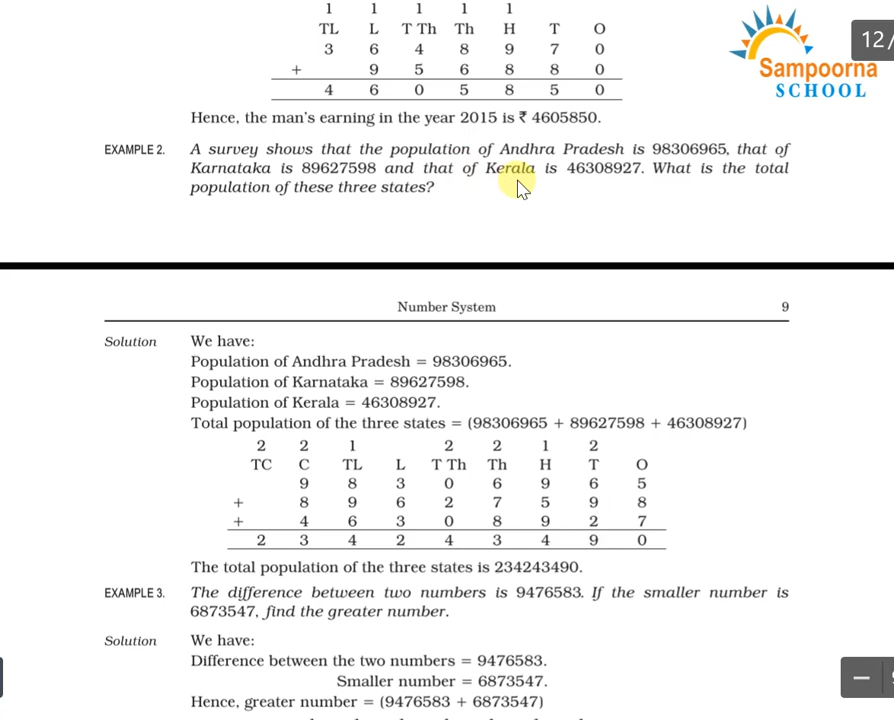 1 1 1 1 1
TL L T Th Th H T O
3 6 4 8 9 7 0
+ 9 5 6 8 8 0
4 6 0 5 8 5 0
12/
Sampoorna
SCHOOL
Hence, the man's earning in the year 2015 is ₹ 4605850.
EXAMPLE 2. A survey shows that the population of Andhra Pradesh is 98306965, that of
Karnataka is 89627598 and that of Kerala is 46308927. What is the total
population of these three states?
Number System 9
Solution We have:
Population of Andhra Pradesh = 98306965.
Population of Karnataka = 89627598.
Population of Kerala = 46308927.
Total population of the three states = (98306965 + 89627598 + 46308927)
2 2 1 2 2 1 2
TC C TL L T Th Th H T O
9 8 3 0 6 9 6 5
+ 8 9 6 2 7 5 9 8
+ 4 6 3 0 8 9 2 7
2 3 4 2 4 3 4 9 0
The total population of the three states is 234243490.
EXAMPLE 3. The difference between two numbers is 9476583. If the smaller number is
6873547, find the greater number.
Solution We have:
Difference between the two numbers = 9476583.
Smaller number = 6873547.
Hence, greater number = (9476583 + 6873547)